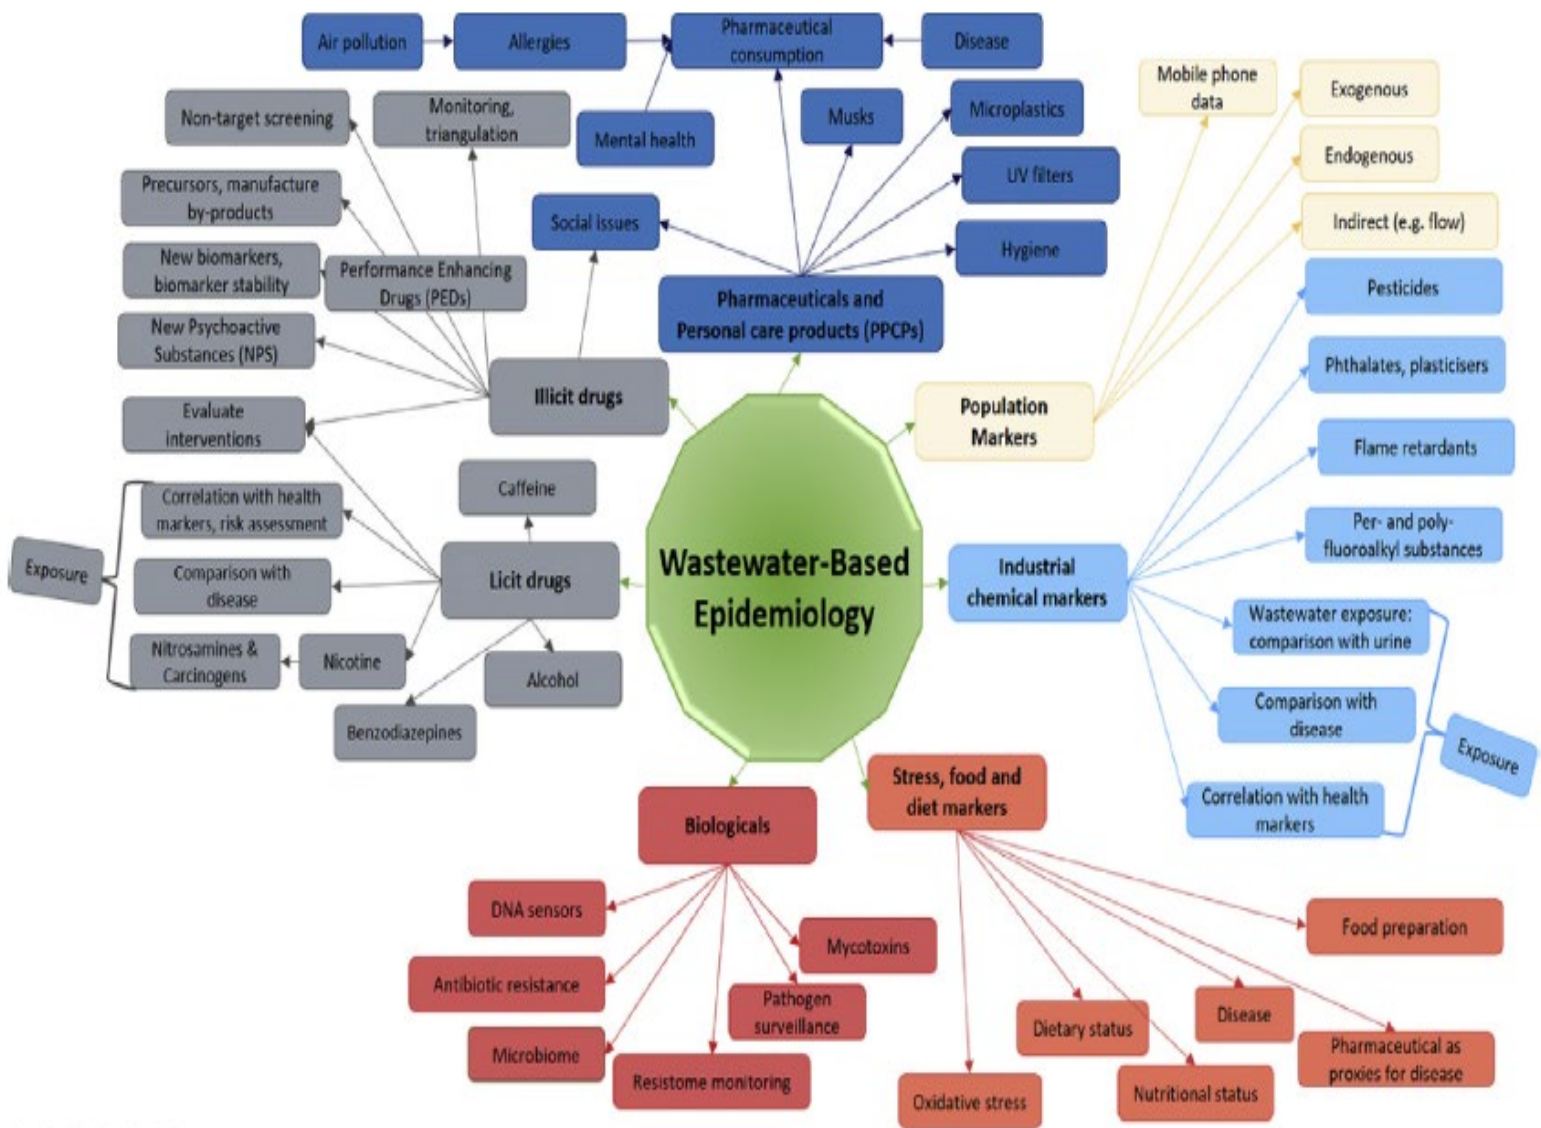 Air pollution
Allergies
Pharmaceutical
consumption
Disease
Non-target screening
Monitoring,
triangulation
Mental health
Musks
Microplastics
Mobile phone
data
Exogenous
Precursors, manufacture
by-products
Social issues
UV filters
Endogenous
New biomarkers,
biomarker stability
Performance Enhancing
Drugs (PEDs)
Hygiene
Indirect (e.g. flow)
New Psychoactive
Substances (NPS)
Pharmaceuticals and
Personal care products (PPCPs)
Pesticides
Illicit drugs
Population
Markers
Phthalates, plasticisers
Evaluate
interventions
Flame retardants
Caffeine
Correlation with health
markers, risk assessment
Per- and poly-
fluoroalkyl substances
Exposure
Comparison with
disease
Licit drugs
Wastewater-Based
Epidemiology
Industrial
chemical markers
Nitrosamines &
Carcinogens
Nicotine
Alcohol
Benzodiazepines
Wastewater exposure:
comparison with urine
Comparison with
disease
Exposure
Correlation with health
markers
Biologicals
Stress, food and
diet markers
DNA sensors
Mycotoxins
Food preparation
Antibiotic resistance
Pathogen
surveillance
Dietary status
Disease
Microbiome
Resistome monitoring
Oxidative stress
Nutritional status
Pharmaceutical as
proxies for disease